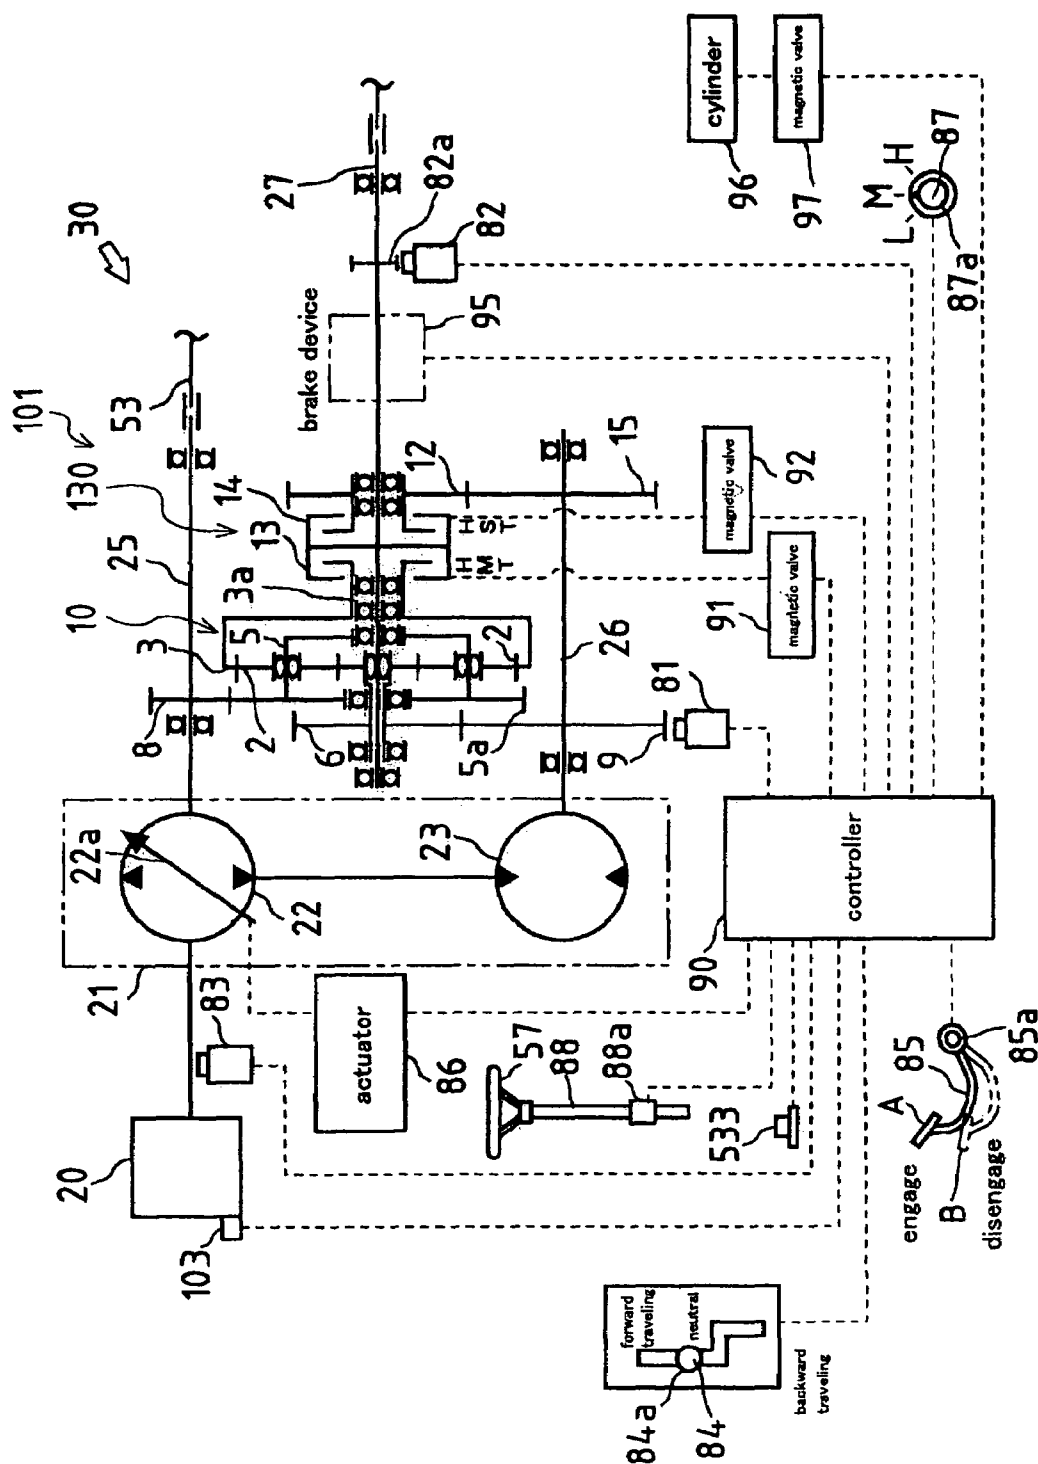 30
101
130
53
14
13
25
10
3
5
3a
8
2
6
5a
2
12
15
26
9
81
27
82a
82
brake device
95
H
S
T
H
M
T
magnetic valve
92
magnetic valve
91
cylinder
96
magnetic valve
97
L
M
H
87
87a
22a
22
23
21
83
20
103
actuator
86
57
88
88a
533
90
controller
85
85a
A
B
engage
disengage
forward
traveling
neutral
backward
traveling
84a
84